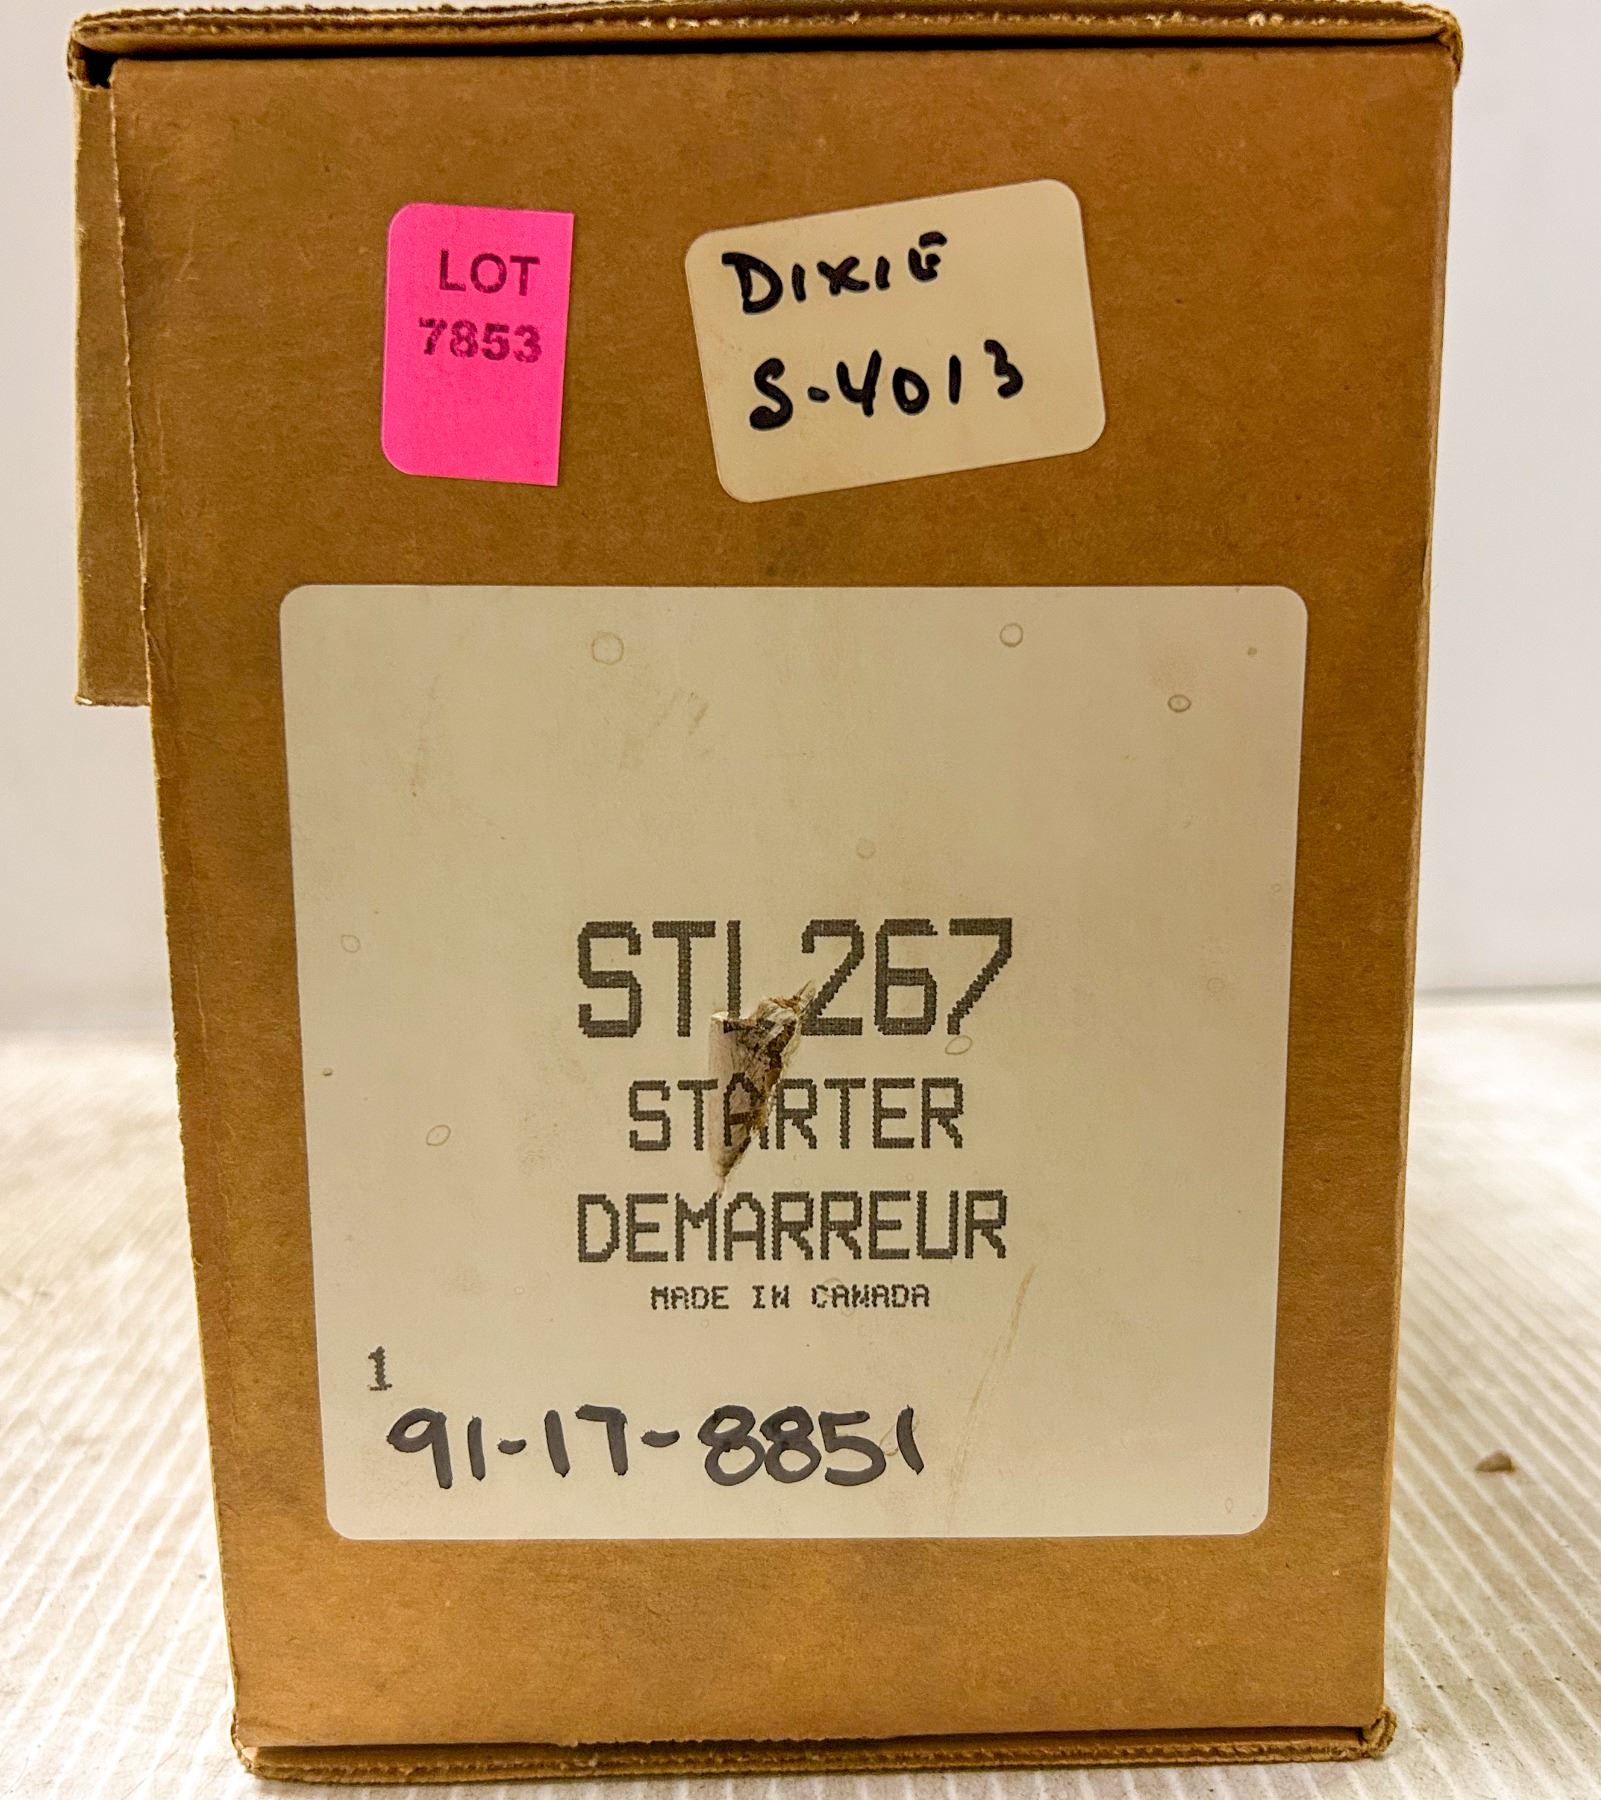 LOT
7853
DIXIE
S-4013
STL267
STARTER
DEMARREUR
MADE IN CANADA
1
91-17-8851